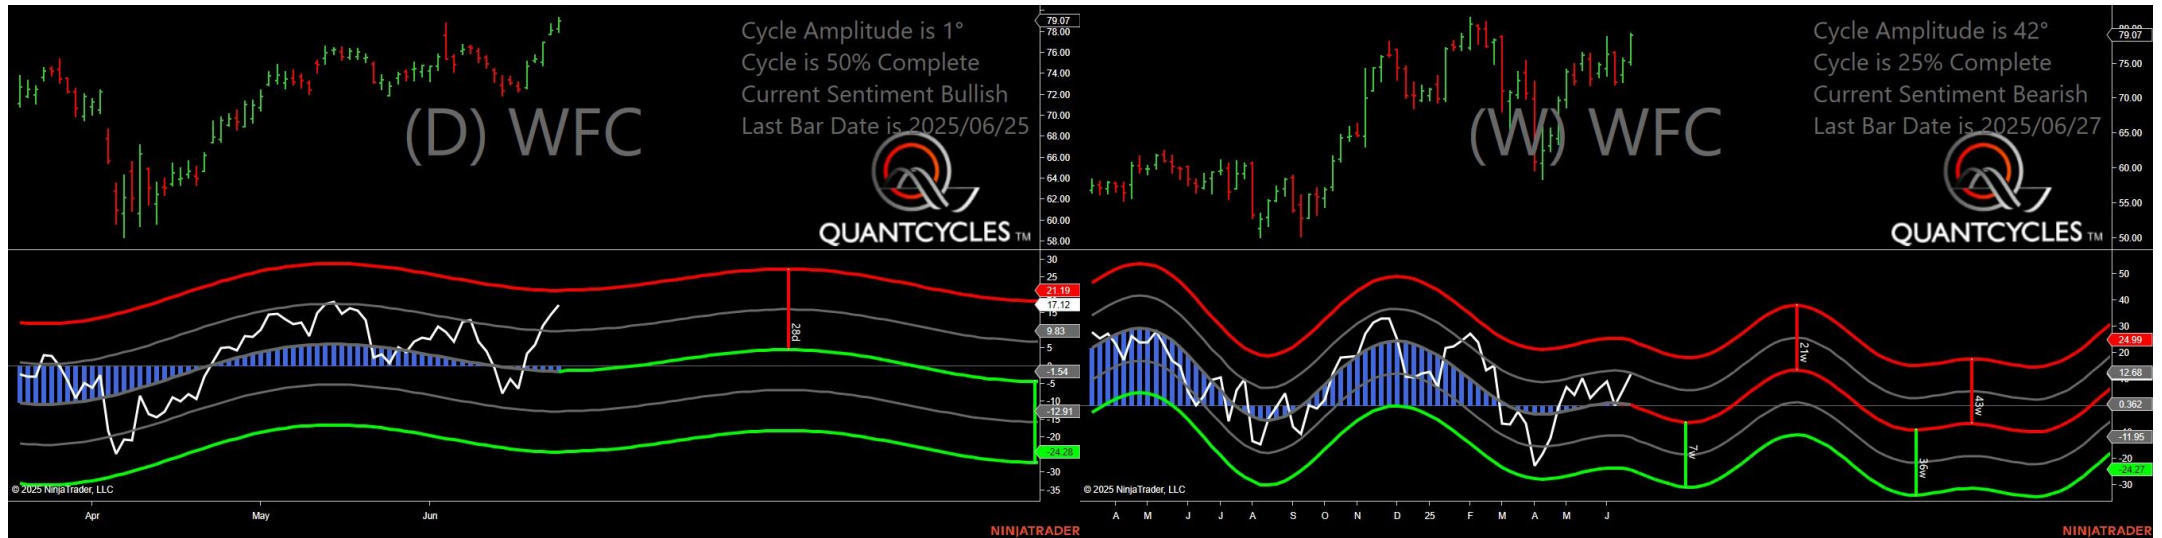 Cycle Amplitude is 1°
Cycle is 50% Complete
Current Sentiment Bullish
Last Bar Date is 2025/06/25
(D) WFC
QUANTCYCLES TM
79.07
78.00
76.00
74.00
72.00
70.00
68.00
66.00
64.00
62.00
60.00
58.00
30
25
21.19
17.12
15
9.83
5
-1.54
-5
-10
-12.91
-15
-20
-24.28
-30
-35
28d
© 2025 NinjaTrader, LLC
Apr May Jun
NINJATRADER
Cycle Amplitude is 42°
Cycle is 25% Complete
Current Sentiment Bearish
Last Bar Date is 2025/06/27
(W) WFC
QUANTCYCLES TM
80.00
79.07
75.00
70.00
65.00
60.00
55.00
50.00
50
40
30
24.99
20
12.68
0.362
-11.95
-20
-24.27
-30
7w
21w
36w
43w
© 2025 NinjaTrader, LLC
A M J J A S O N D 25 F M A M J
NINJATRADER